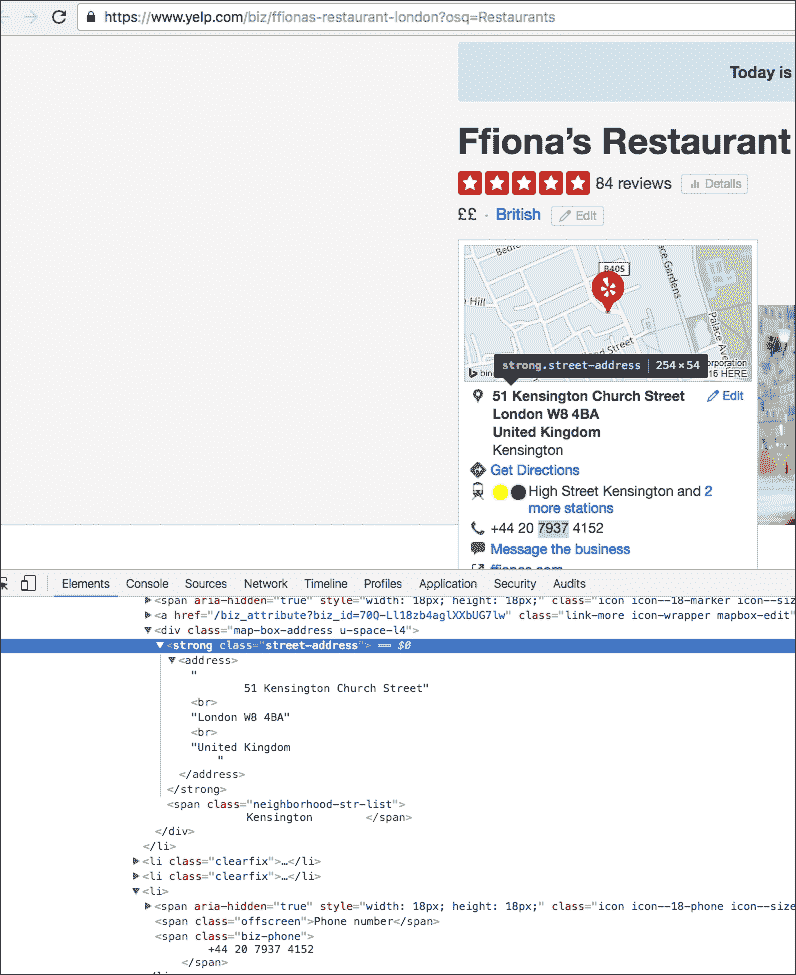 https://www.yelp.com/biz/ffionas-restaurant-london?osq=Restaurants
Today is
Ffiona's Restaurant
84 reviews
Details
££ · British
Edit
B405
Hill
Palace Ave
strong.street-address | 254 × 54
51 Kensington Church Street
Edit
London W8 4BA
United Kingdom
Kensington
Get Directions
High Street Kensington and 2
more stations
+44 20 7937 4152
Message the business
ffionas.com
Elements Console Sources Network Timeline Profiles Application Security Audits
<span aria-hidden="true" style="width: 18px; height: 18px;" class="icon icon--18-marker icon--size
<a href="/biz_attribute?biz_id=70Q-Ll18zb4aglXXbUG7lw" class="link-more icon-wrapper mapbox-edit"
<div class="map-box-address u-space-l4">
<strong class="street-address"> == $0
<address>
"
51 Kensington Church Street"
<br>
"London W8 4BA"
<br>
"United Kingdom
"
</address>
</strong>
<span class="neighborhood-str-list">
Kensington </span>
</div>
</li>
<li class="clearfix">…</li>
<li class="clearfix">…</li>
<li>
<span aria-hidden="true" style="width: 18px; height: 18px;" class="icon icon--18-phone icon--size
<span class="offscreen">Phone number</span>
<span class="biz-phone">
+44 20 7937 4152
</span>